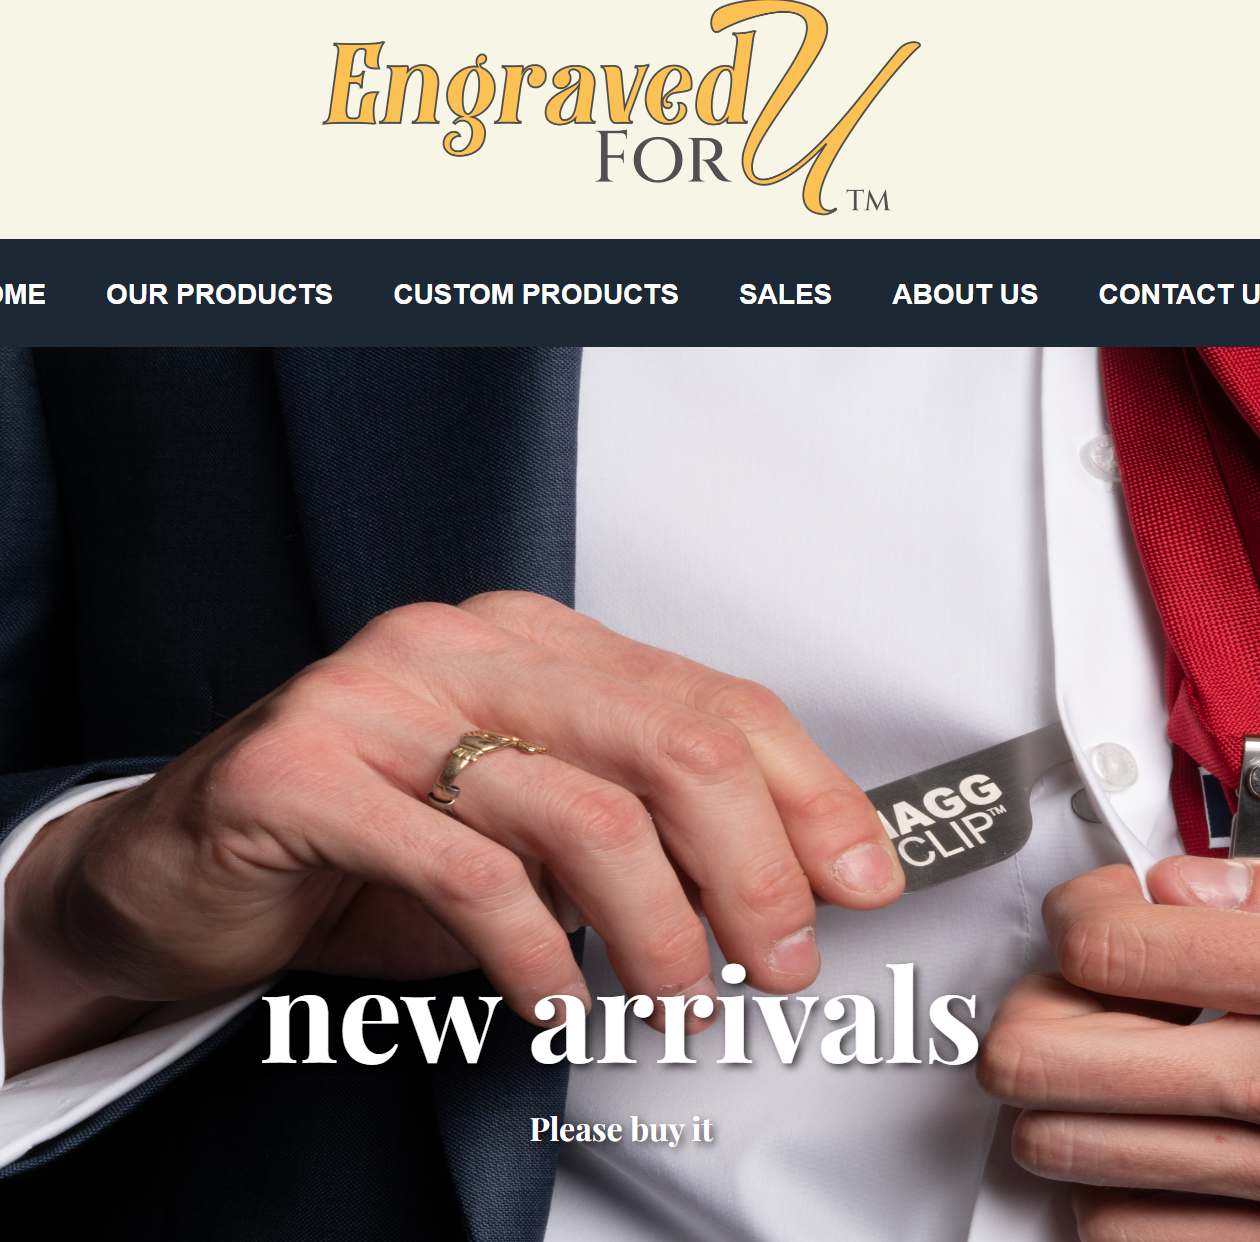 Engraved
FOR U™
OME OUR PRODUCTS CUSTOM PRODUCTS SALES ABOUT US CONTACT U
AGG
CLIP™
new arrivals
Please buy it